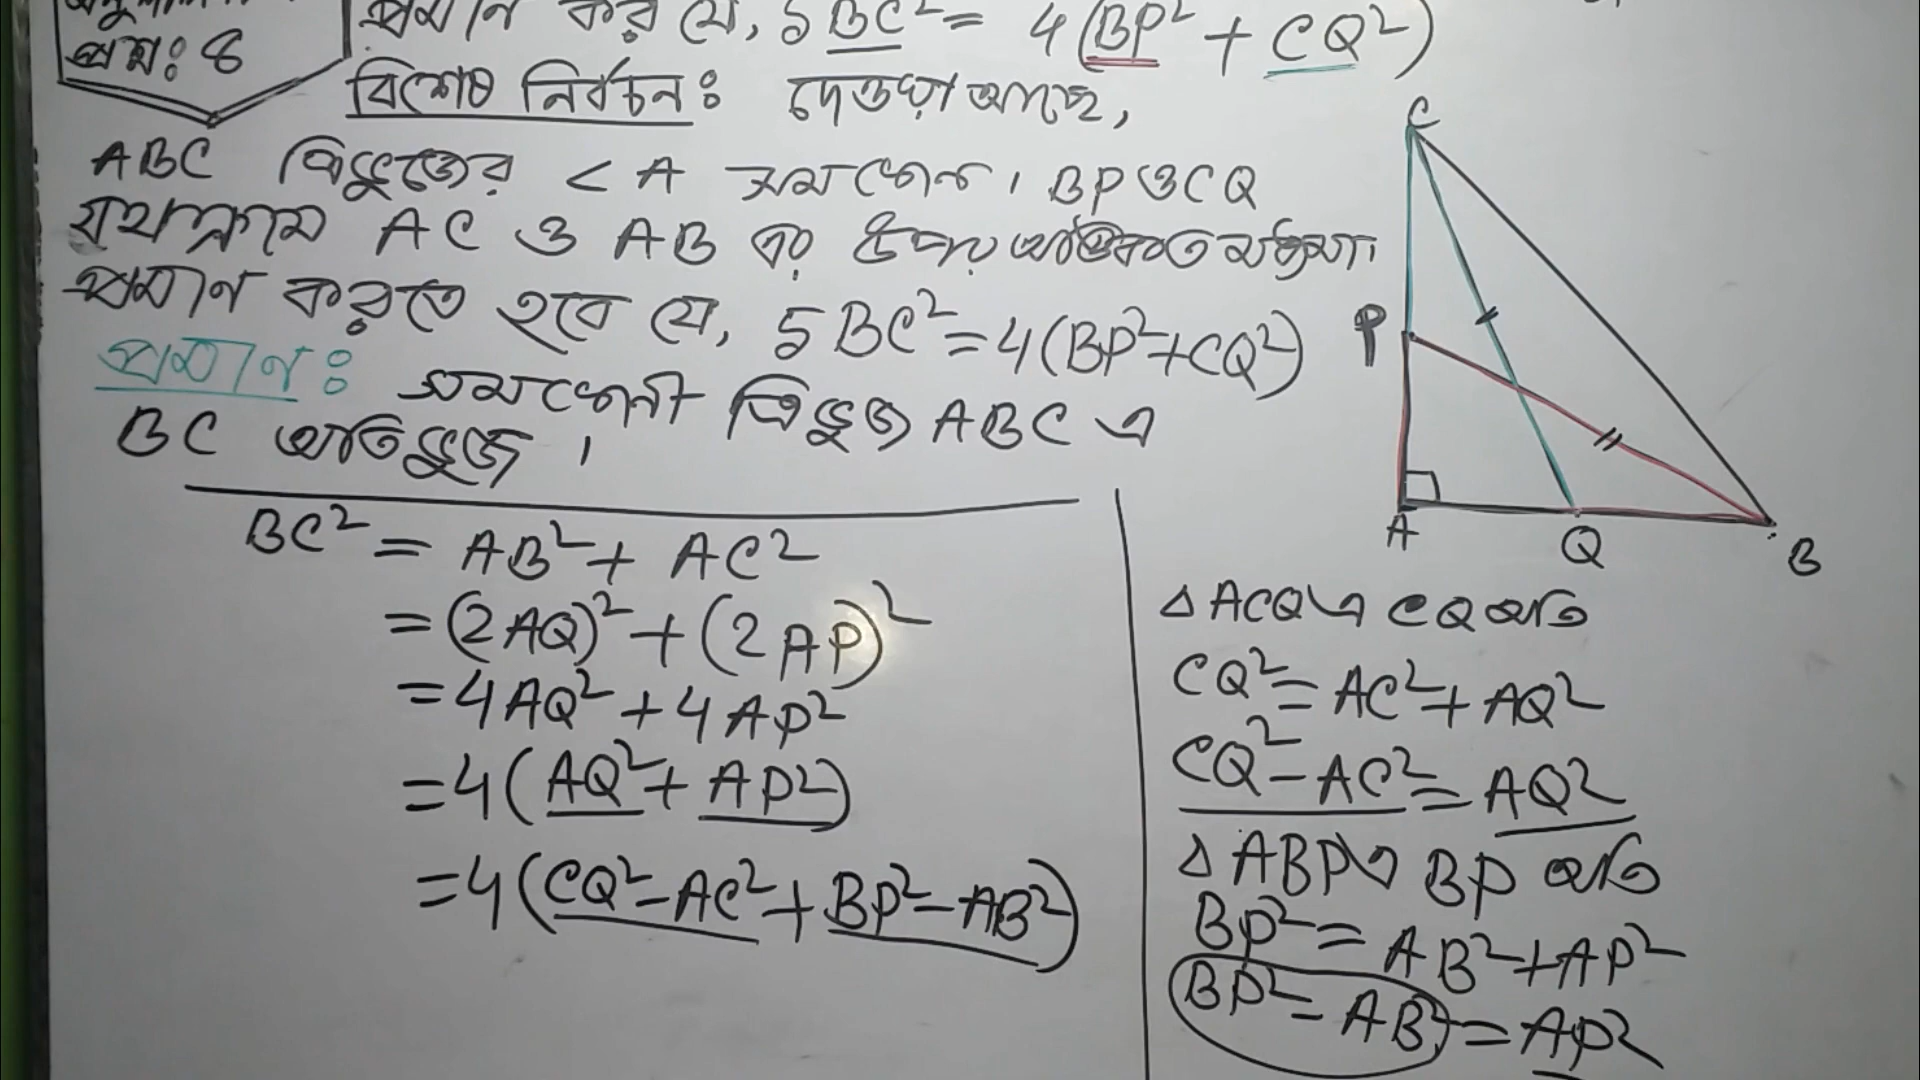 প্রশ্ন: ৪
প্রমাণ কর যে, 5BC² = 4(BP² + CQ²)
বিশেষ নির্বচন: দেওয়া আছে,
ABC ত্রিভুজের <A সমকোণ। BP ও CQ
যথাক্রমে AC ও AB এর উপর অঙ্কিত মধ্যমা।
প্রমাণ করতে হবে যে, 5BC² = 4(BP²+CQ²)
প্রমাণ: সমকোণী ত্রিভুজ ABC এ
BC অতিভুজ।
BC² = AB² + AC²
= (2AQ)² + (2AP)²
= 4AQ² + 4AP²
= 4(AQ² + AP²)
= 4(CQ² – AC² + BP² – AB²)
C
P
A
Q
B
Δ ACQ এ CQ অতি
CQ² = AC² + AQ²
CQ² – AC² = AQ²
Δ ABP এ BP অতি
BP² = AB² + AP²
BP² – AB² = AP²